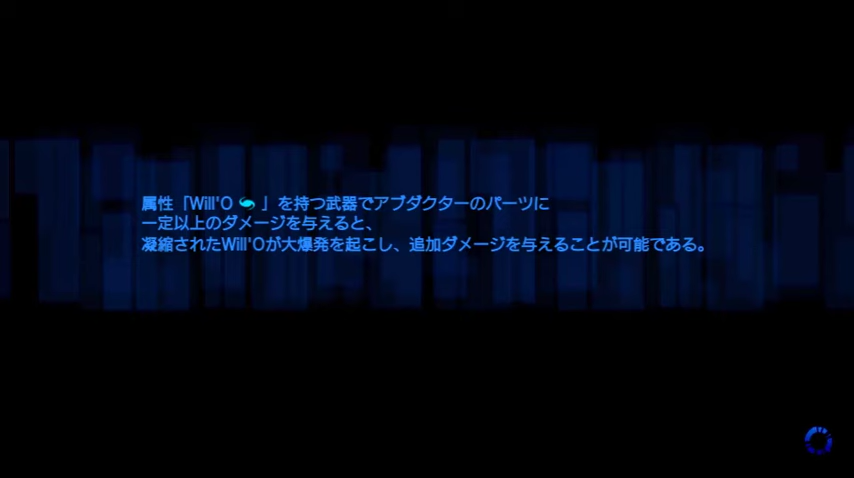 属性「Will'O 」を持つ武器でアブダクターのパーツに
一定以上のダメージを与えると、
凝縮されたWill'Oが大爆発を起こし、追加ダメージを与えることが可能である。